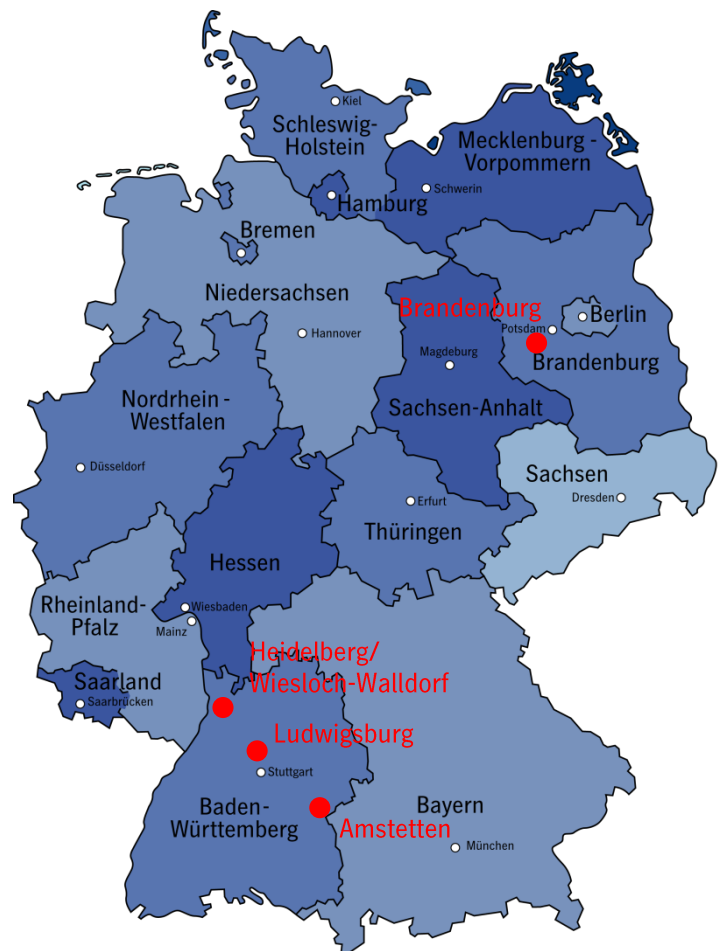 Kiel
Schleswig-
Holstein
Mecklenburg -
Vorpommern
Schwerin
Hamburg
Bremen
Niedersachsen
Hannover
Brandenburg
Berlin
Potsdam
Brandenburg
Magdeburg
Sachsen-Anhalt
Nordrhein -
Westfalen
Düsseldorf
Sachsen
Dresden
Erfurt
Thüringen
Hessen
Wiesbaden
Rheinland-
Pfalz
Mainz
Heidelberg/
Wiesloch-Walldorf
Saarland
Saarbrücken
Ludwigsburg
Stuttgart
Baden-
Württemberg
Amstetten
Bayern
München